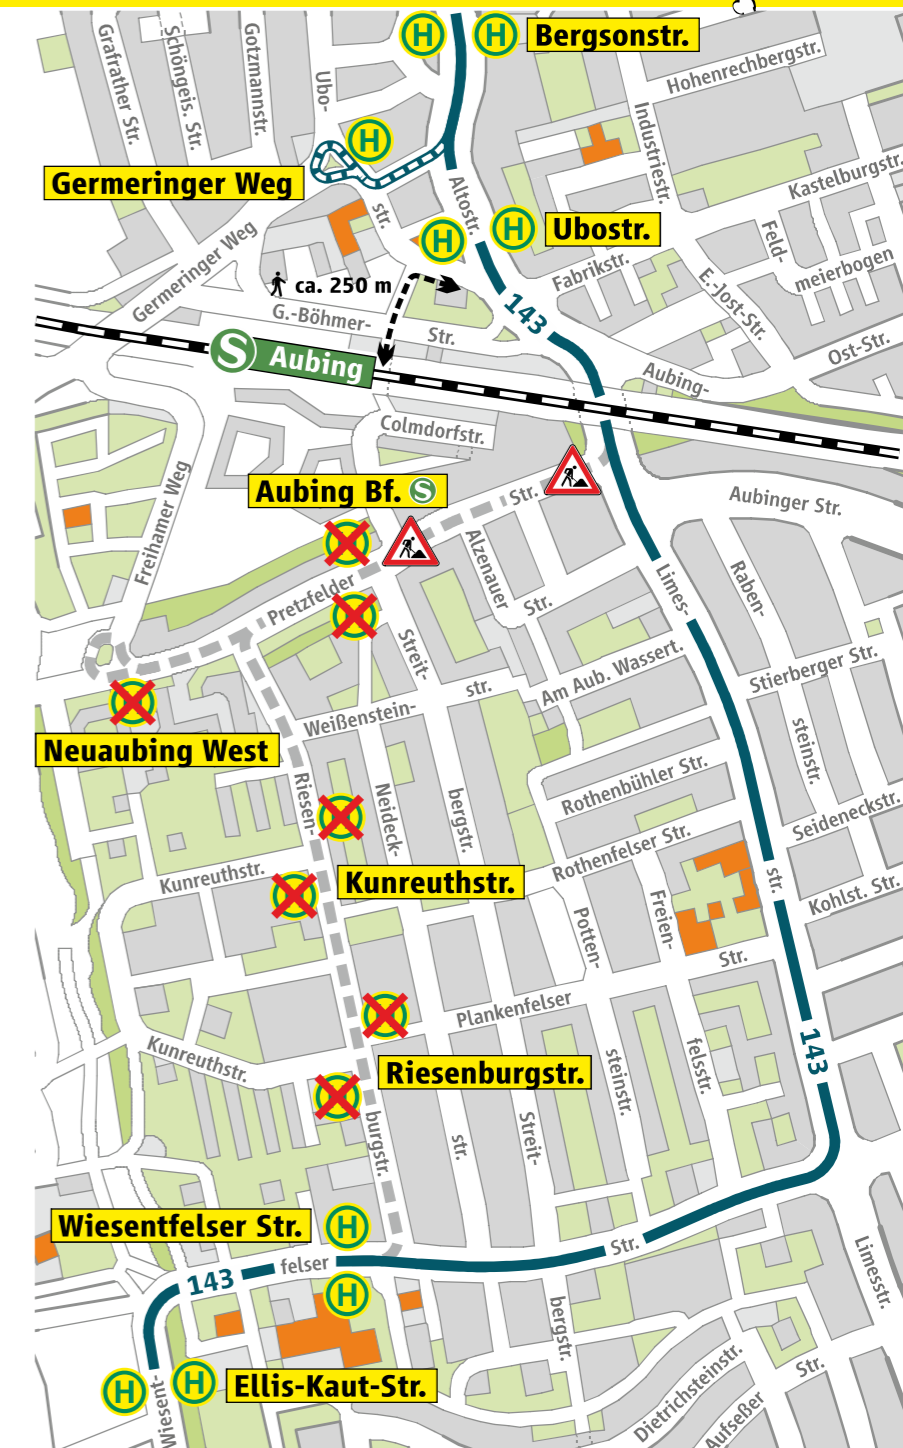 H
H
Bergsonstr.
Grafrather Str.
Schöngeis. Str.
Gotzmannstr.
Ubo-
Hohenrechbergstr.
Industriestr.
H
Germeringer Weg
Altostr.
str.
Kastelburgstr.
H
H
Ubostr.
Feld-
meierbogen
Germeringer Weg
Fabrikstr.
E.-Jost-Str.
ca. 250 m
143
G.-Böhmer-
Str.
Ost-Str.
S Aubing
Aubing-
Colmdorfstr.
Aubing Bf. S
Str.
Aubinger Str.
Freihamer Weg
Alzenauer
Str.
Limes-
Raben-
Pretzfelder
Streit-
Am Aub. Wassert.
Stierberger Str.
str.
Weißenstein-
Neuaubing West
steinstr.
Rothenbühler Str.
Riesen-
Neideck-
bergstr.
Seideneckstr.
Rothenfelser Str.
Kunreuthstr.
Kunreuthstr.
str.
Kohlst. Str.
Freien-
Potten-
Str.
Plankenfelser
143
Kunreuthstr.
Riesenburgstr.
steinstr.
felsstr.
burgstr.
str.
Streit-
Wiesentfelser Str.
H
Str.
felser
143
H
Limesstr.
bergstr.
H
H
Ellis-Kaut-Str.
Wiesent-
Dietrichsteinstr.
Aufseßer
Str.